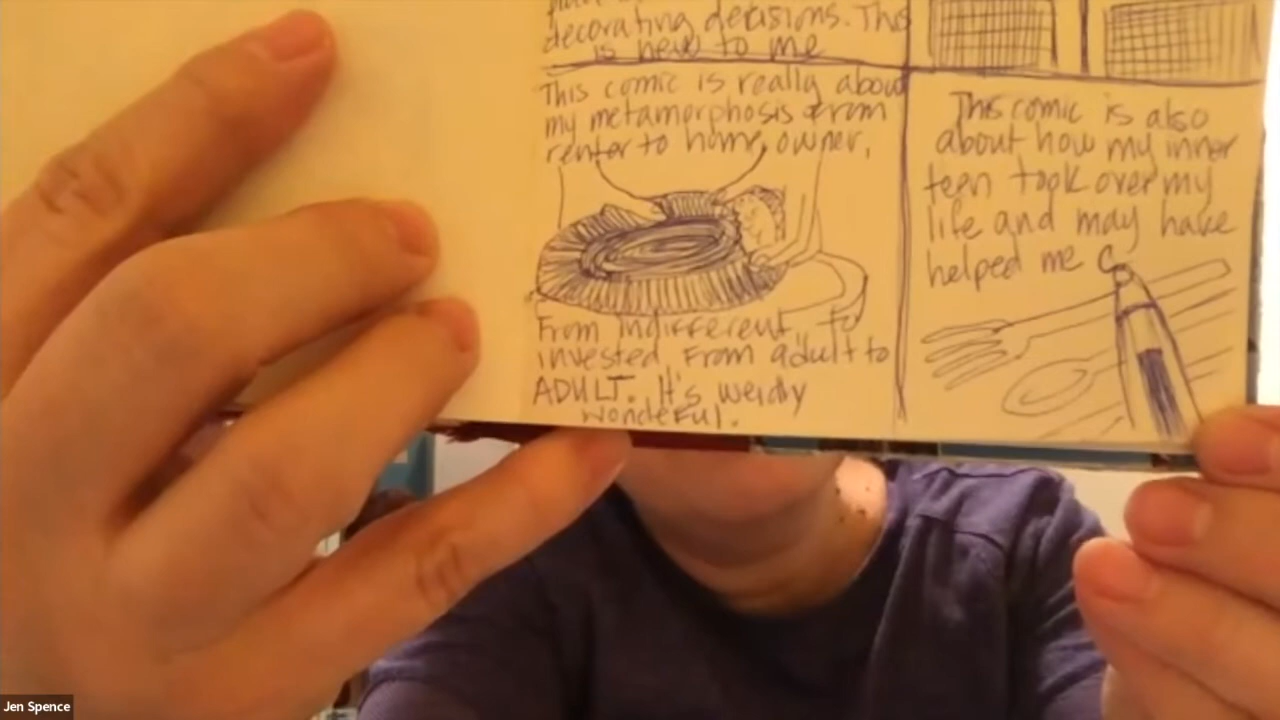 decorating decisions. This
is new to me
This comic is really about
my metamorphosis from
renter to home owner.
From indifferent to
invested. From adult to
ADULT. It's weirdly
wonderful.
This comic is also
about how my inner
teen took over my
life and may have
helped me
Jen Spence